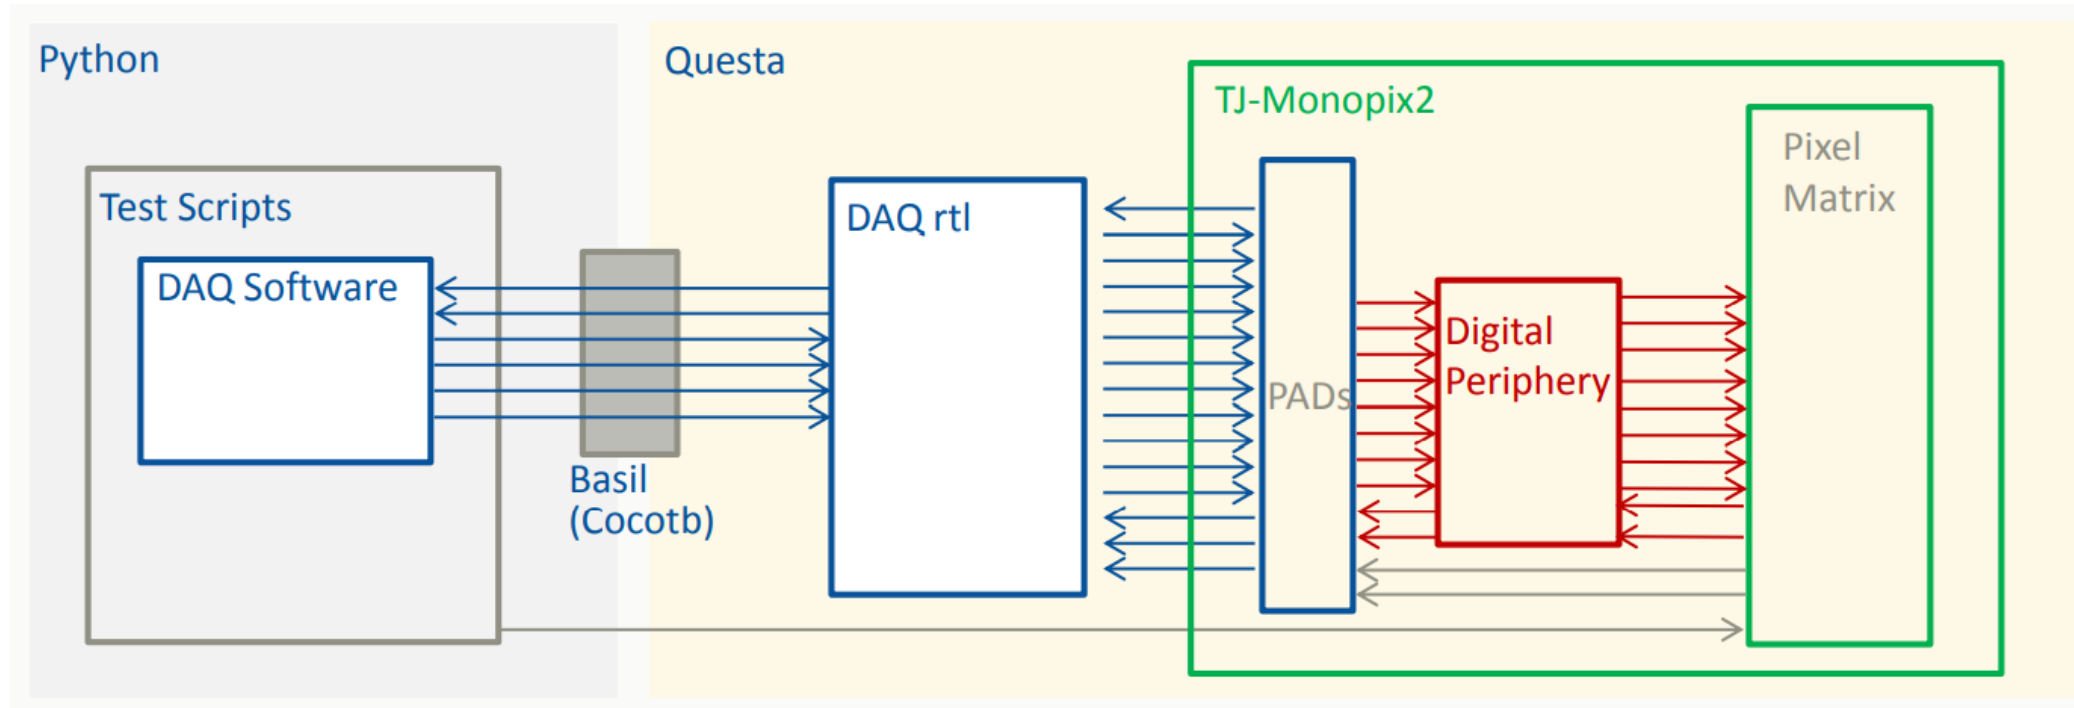 Python
Questa
TJ-Monopix2
Pixel
Matrix
Test Scripts
DAQ rtl
DAQ Software
Digital
Periphery
PADs
Basil
(Cocotb)